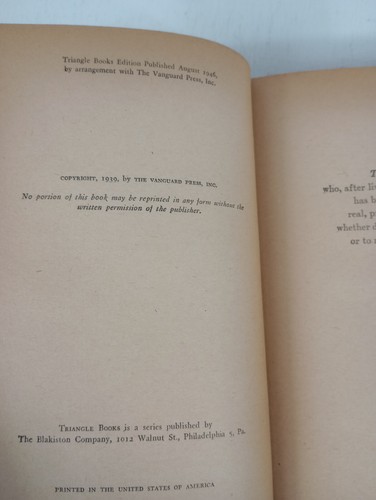 Triangle Books Edition Published August 1948,
by arrangement with The Vanguard Press, Inc.
COPYRIGHT, 1939, BY THE VANGUARD PRESS, INC.
No portion of this book may be reprinted in any form without the
written permission of the publisher.
TRIANGLE BOOKS is a series published by
The Blakiston Company, 1012 Walnut St., Philadelphia 5, Pa.
PRINTED IN THE UNITED STATES OF AMERICA
T
who, after li
has b
real, p
whether d
or to